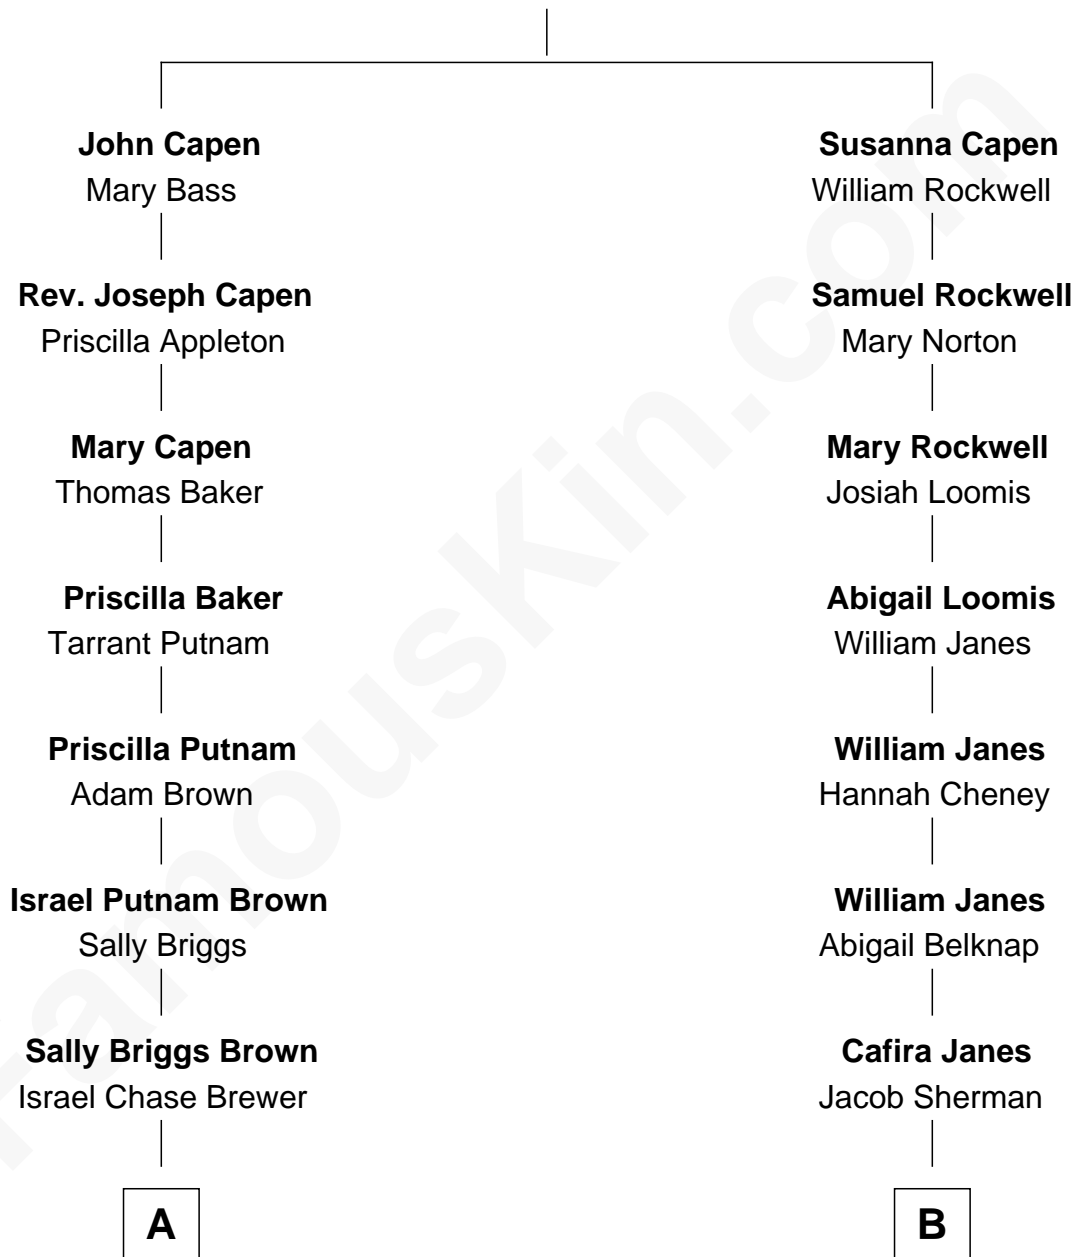 John Capen
Mary Bass
Rev. Joseph Capen
Priscilla Appleton
Mary Capen
Thomas Baker
Priscilla Baker
Tarrant Putnam
Priscilla Putnam
Adam Brown
Israel Putnam Brown
Sally Briggs
Sally Briggs Brown
Israel Chase Brewer
A
Susanna Capen
William Rockwell
Samuel Rockwell
Mary Norton
Mary Rockwell
Josiah Loomis
Abigail Loomis
William Janes
William Janes
Hannah Cheney
William Janes
Abigail Belknap
Cafira Janes
Jacob Sherman
B
FamousKin.com